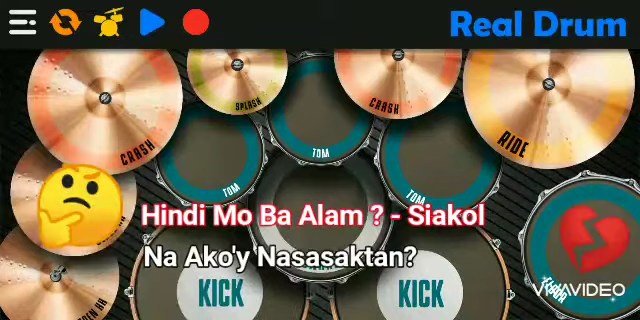 Real Drum
SPLASH
CRASH
CRASH
RIDE
TOM
TOM
TOM
Hindi Mo Ba Alam ? - Siakol
Na Ako'y Nasasaktan?
KICK
KICK
VIVAVIDEO